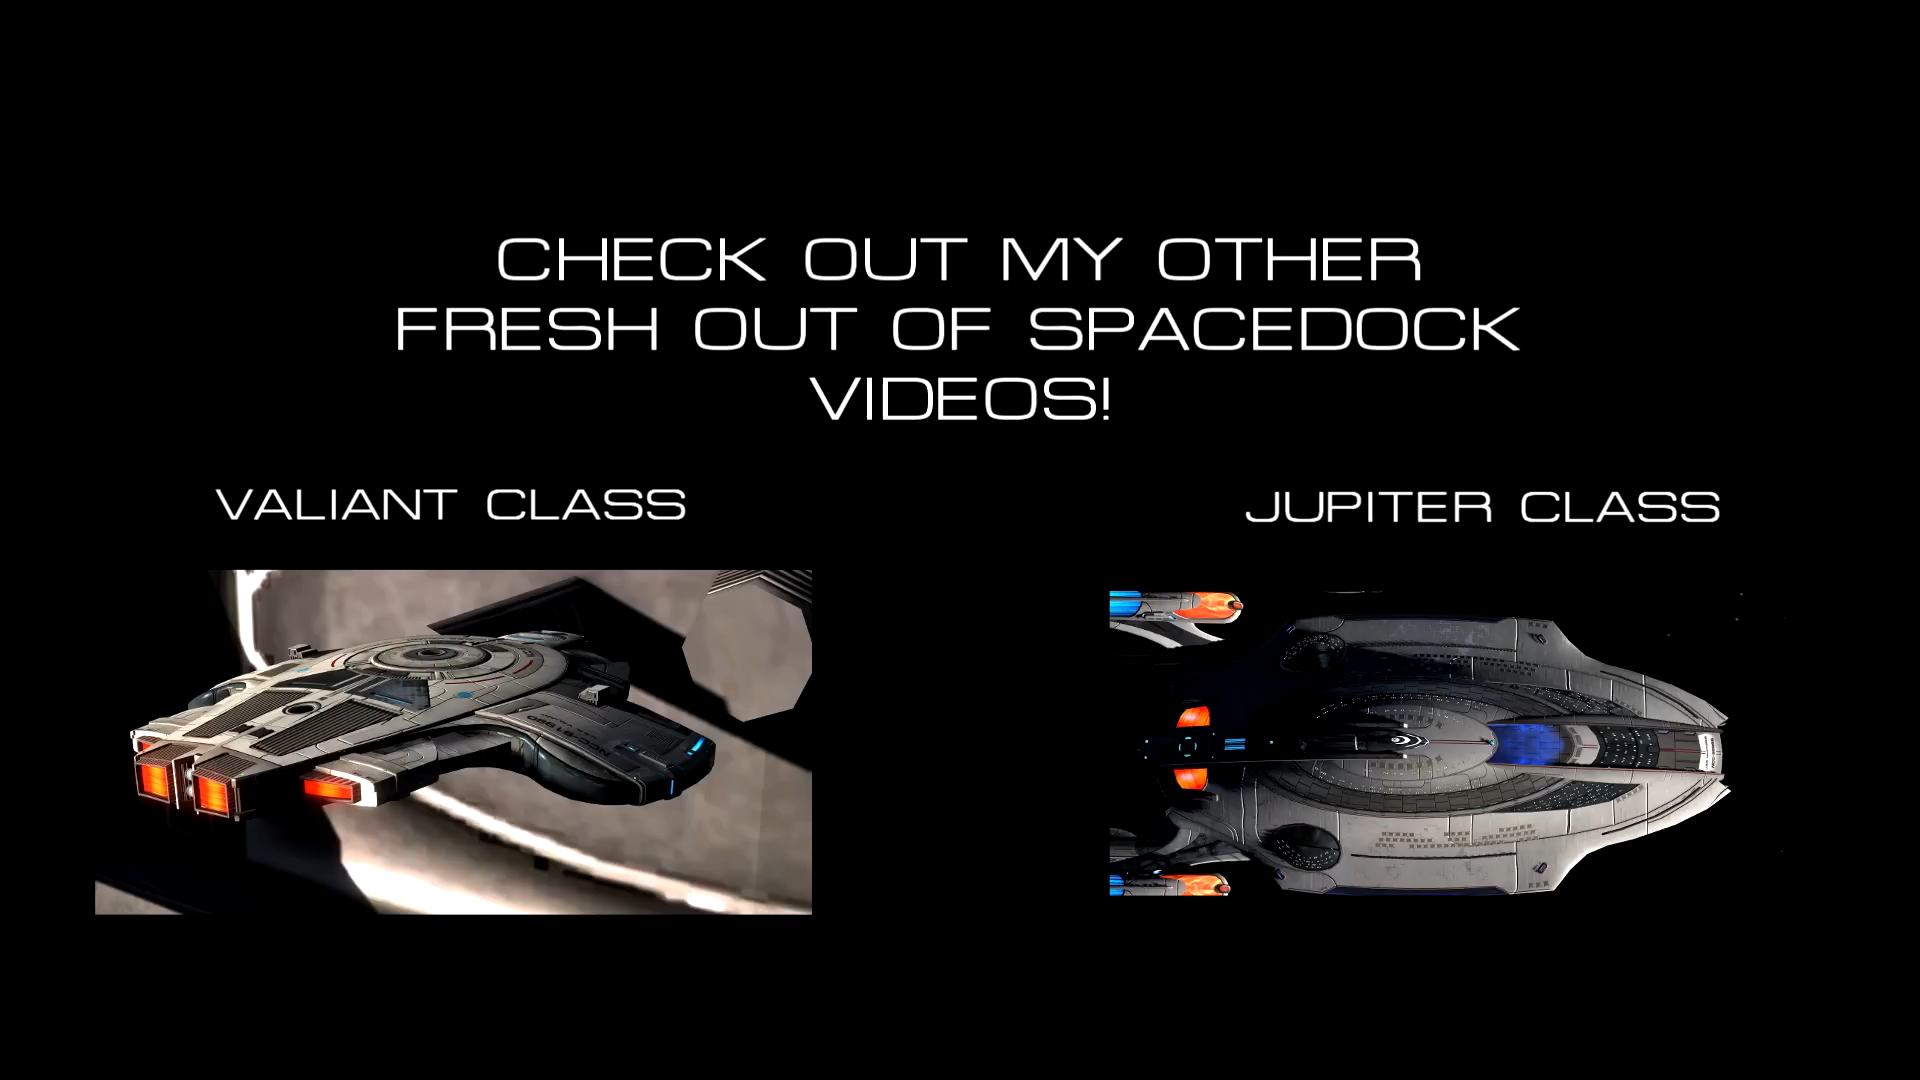 CHECK OUT MY OTHER
FRESH OUT OF SPACEDOCK
VIDEOS!
VALIANT CLASS
JUPITER CLASS